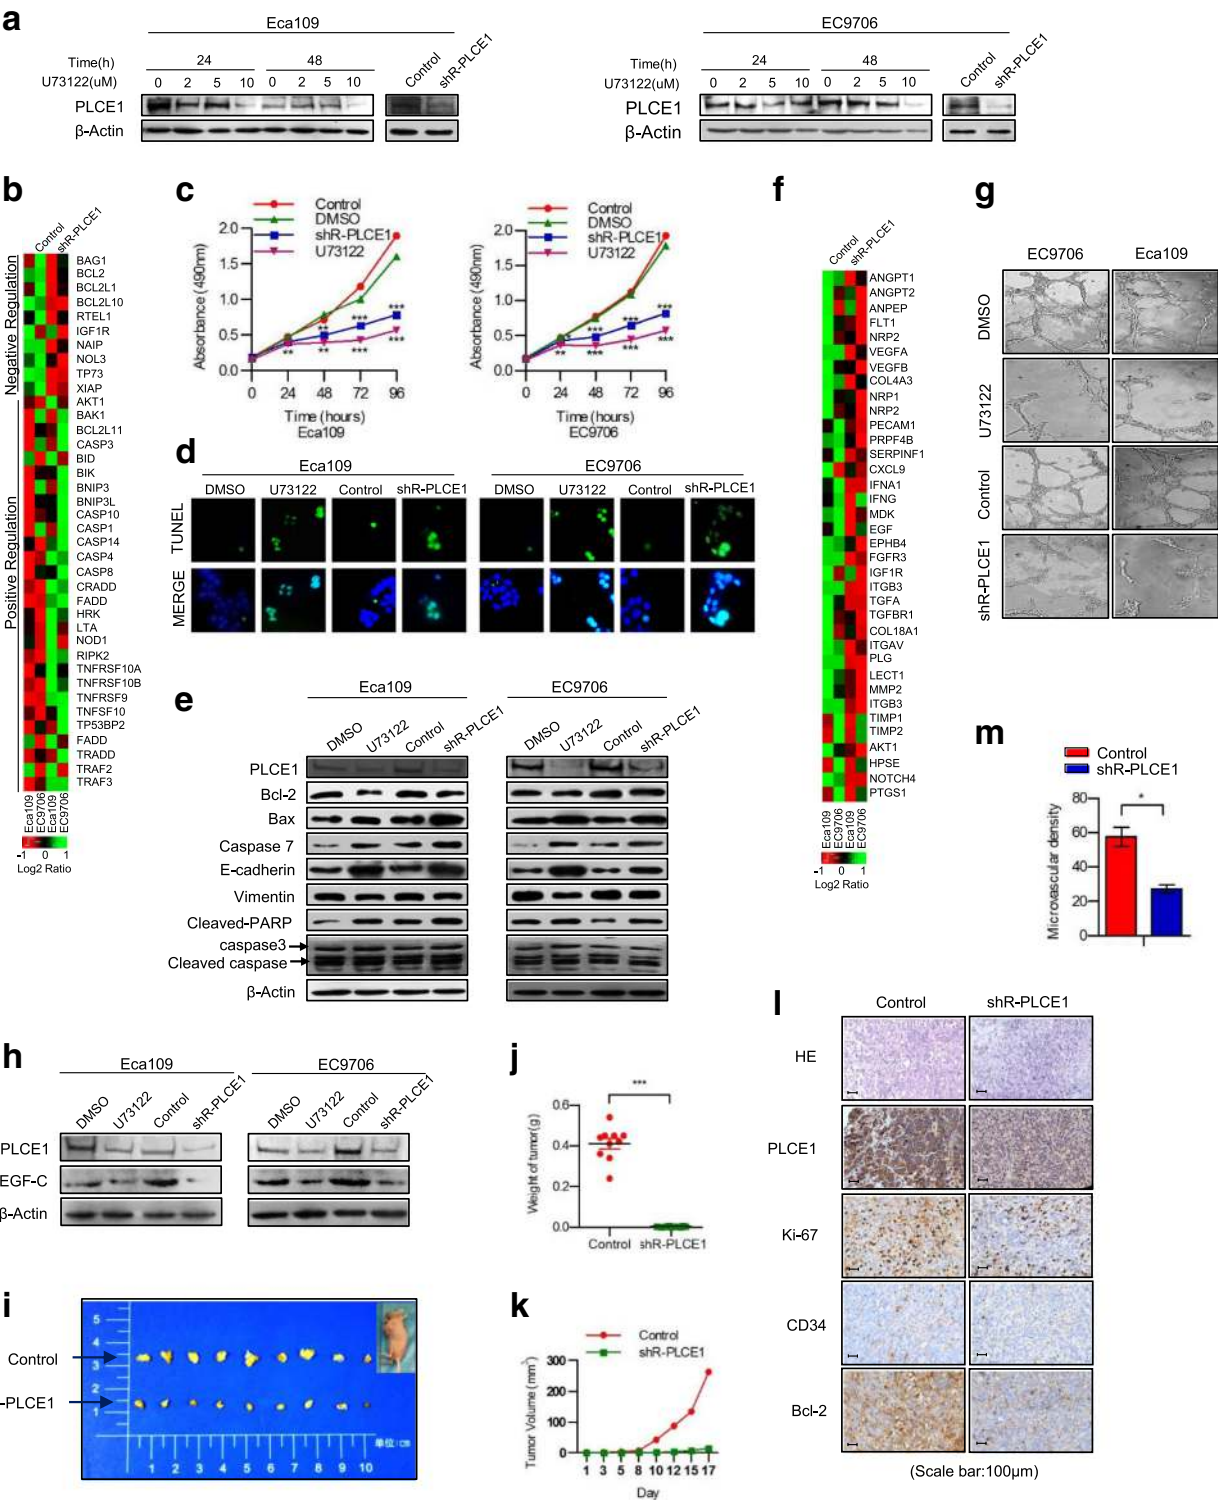 a
Eca109
Time(h) 24 48
U73122(uM) 0 2 5 10 0 2 5 10 Control shR-PLCE1
PLCE1
β-Actin
EC9706
Time(h) 24 48
U73122(uM) 0 2 5 10 0 2 5 10 Control shR-PLCE1
PLCE1
β-Actin
b
Control shR-PLCE1
Negative Regulation
Positive Regulation
BAG1
BCL2
BCL2L1
BCL2L10
RTEL1
IGF1R
NAIP
NOL3
TP73
XIAP
AKT1
BAK1
BCL2L11
CASP3
BID
BIK
BNIP3
BNIP3L
CASP10
CASP1
CASP14
CASP4
CASP8
CRADD
FADD
HRK
LTA
NOD1
RIPK2
TNFRSF10A
TNFRSF10B
TNFRSF9
TNFSF10
TP53BP2
FADD
TRADD
TRAF2
TRAF3
Eca109 EC9706 Eca109 EC9706
-1 0 1
Log2 Ratio
c
Control
DMSO
shR-PLCE1
U73122
Absorbance (490nm)
2.0
1.5
1.0
0.5
0.0
** ** *** ***
** *** ***
0 24 48 72 96
Time (hours)
Eca109
Control
DMSO
shR-PLCE1
U73122
Absorbance (490nm)
2.0
1.5
1.0
0.5
0.0
*** *** ***
** *** *** ***
0 24 48 72 96
Time (hours)
EC9706
d
Eca109 EC9706
DMSO U73122 Control shR-PLCE1 DMSO U73122 Control shR-PLCE1
TUNEL
MERGE
e
Eca109 EC9706
DMSO U73122 Control shR-PLCE1 DMSO U73122 Control shR-PLCE1
PLCE1
Bcl-2
Bax
Caspase 7
E-cadherin
Vimentin
Cleaved-PARP
caspase3
Cleaved caspase
β-Actin
f
Control shR-PLCE1
ANGPT1
ANGPT2
ANPEP
FLT1
NRP2
VEGFA
VEGFB
COL4A3
NRP1
NRP2
PECAM1
PRPF4B
SERPINF1
CXCL9
IFNA1
IFNG
MDK
EGF
EPHB4
FGFR3
IGF1R
ITGB3
TGFA
TGFBR1
COL18A1
ITGAV
PLG
LECT1
MMP2
ITGB3
TIMP1
TIMP2
AKT1
HPSE
NOTCH4
PTGS1
Eca109 EC9706 Eca109 EC9706
-1 0 1
Log2 Ratio
g
EC9706 Eca109
DMSO
U73122
Control
shR-PLCE1
m
Control
shR-PLCE1
Microvascular density
80
60
40
20
0
*
h
Eca109 EC9706
DMSO U73122 Control shR-PLCE1 DMSO U73122 Control shR-PLCE1
PLCE1
EGF-C
β-Actin
i
Control
-PLCE1
5
4
3
2
1
1 2 3 4 5 6 7 8 9 10
单位:cm
j
***
Weight of tumor(g)
0.6
0.4
0.2
0.0
Control shR-PLCE1
k
Control
shR-PLCE1
Tumor Volume (mm³)
300
200
100
0
1 3 5 8 10 12 15 17
Day
l
Control shR-PLCE1
HE
PLCE1
Ki-67
CD34
Bcl-2
(Scale bar:100μm)